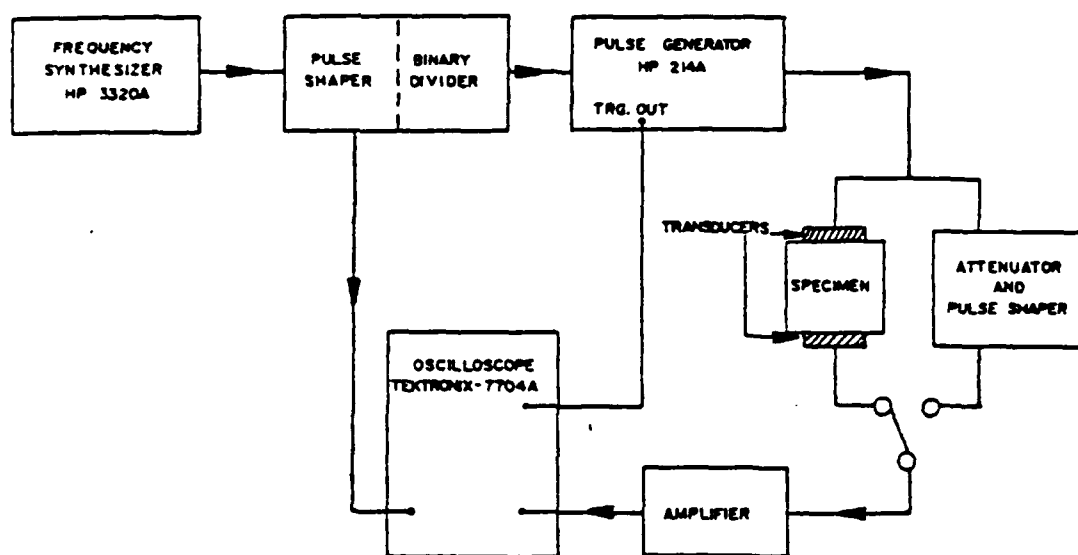 FREQUENCY
SYNTHESIZER
HP 3320A
PULSE
SHAPER
BINARY
DIVIDER
PULSE GENERATOR
HP 214A
TRG. OUT
TRANSDUCERS
SPECIMEN
ATTENUATOR
AND
PULSE SHAPER
OSCILLOSCOPE
TEKTRONIX-7704A
AMPLIFIER